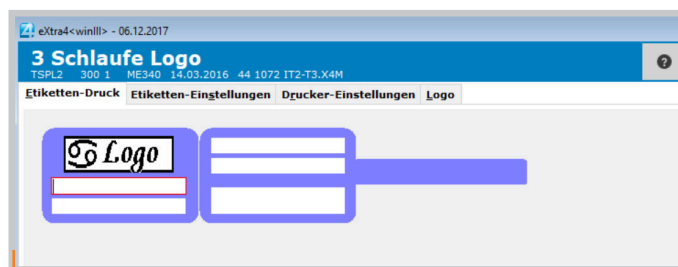 eXtra4<winIII> - 06.12.2017
3 Schlaufe Logo
TSPL2 300 1 ME340 14.03.2016 44 1072 IT2-T3.X4M
Etiketten-Druck Etiketten-Einstellungen Drucker-Einstellungen Logo
Logo